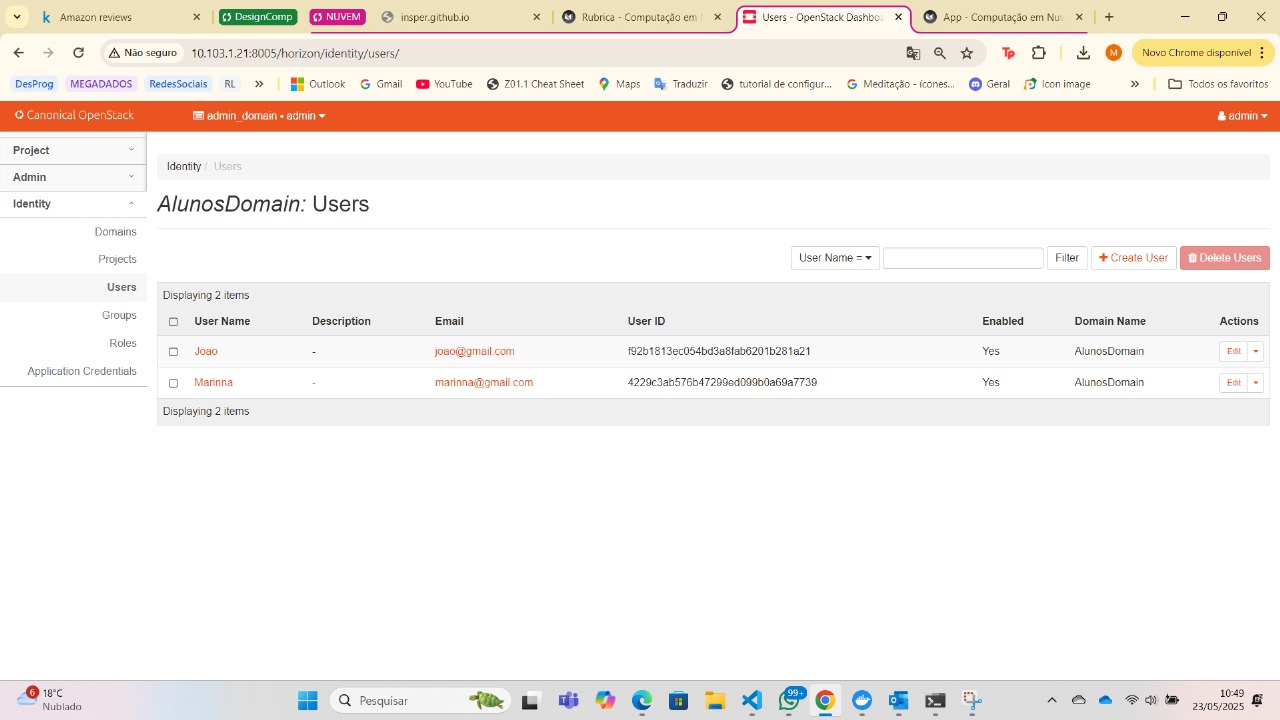 Amazon reviews
DesignComp
NUVEM
insper.github.io
Rubrica - Computação em
Users - OpenStack Dashboa
App - Computação em Nuv
Não seguro
10.103.1.21:8005/horizon/identity/users/
M
Novo Chrome disponível
DesProg
MEGADADOS
RedesSociais
RL
Outlook
Gmail
YouTube
Z01.1 Cheat Sheet
Maps
Traduzir
tutorial de configur...
Meditação - ícones...
Geral
Icon image
Todos os favoritos
Canonical OpenStack
admin_domain • admin
admin
Project
Admin
Identity
Domains
Projects
Users
Groups
Roles
Application Credentials
Identity / Users
AlunosDomain: Users
User Name =
Filter
Create User
Delete Users
Displaying 2 items
User Name Description Email User ID Enabled Domain Name Actions
Joao - joao@gmail.com f92b1813ec054bd3a8fab6201b281a21 Yes AlunosDomain Edit
Marinna - marinna@gmail.com 4229c3ab576b47299ed099b0a69a7739 Yes AlunosDomain Edit
Displaying 2 items
6
18°C
Nublado
Pesquisar
99+
10:49
23/05/2025